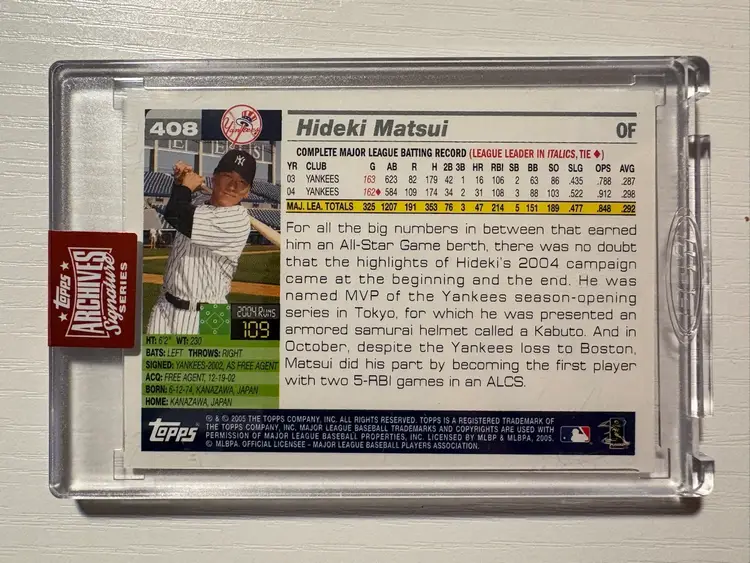 408
Yankees
Hideki Matsui
OF
COMPLETE MAJOR LEAGUE BATTING RECORD (LEAGUE LEADER IN ITALICS, TIE ♦)
YR CLUB G AB R H 2B 3B HR RBI SB BB SO SLG OPS AVG
03 YANKEES 163 623 82 179 42 1 16 106 2 63 86 .435 .788 .287
04 YANKEES 162♦ 584 109 174 34 2 31 108 3 88 103 .522 .912 .298
MAJ. LEA. TOTALS 325 1207 191 353 76 3 47 214 5 151 189 .477 .848 .292
For all the big numbers in between that earned
him an All-Star Game berth, there was no doubt
that the highlights of Hideki's 2004 campaign
came at the beginning and the end. He was
named MVP of the Yankees season-opening
series in Tokyo, for which he was presented an
armored samurai helmet called a Kabuto. And in
October, despite the Yankees loss to Boston,
Matsui did his part by becoming the first player
with two 5-RBI games in an ALCS.
2004 RUNS
109
HT: 6'2" WT: 230
BATS: LEFT THROWS: RIGHT
SIGNED: YANKEES-2002, AS FREE AGENT
ACQ: FREE AGENT, 12-19-02
BORN: 6-12-74, KANAZAWA, JAPAN
HOME: KANAZAWA, JAPAN
Topps
® & © 2005 THE TOPPS COMPANY, INC. ALL RIGHTS RESERVED. TOPPS IS A REGISTERED TRADEMARK OF
THE TOPPS COMPANY, INC. MAJOR LEAGUE BASEBALL TRADEMARKS AND COPYRIGHTS ARE USED WITH
PERMISSION OF MAJOR LEAGUE BASEBALL PROPERTIES, INC. LICENSED BY MLBP & MLBPA, 2005.
© MLBPA. OFFICIAL LICENSEE - MAJOR LEAGUE BASEBALL PLAYERS ASSOCIATION.
Topps
ARCHIVES
Signature
SERIES